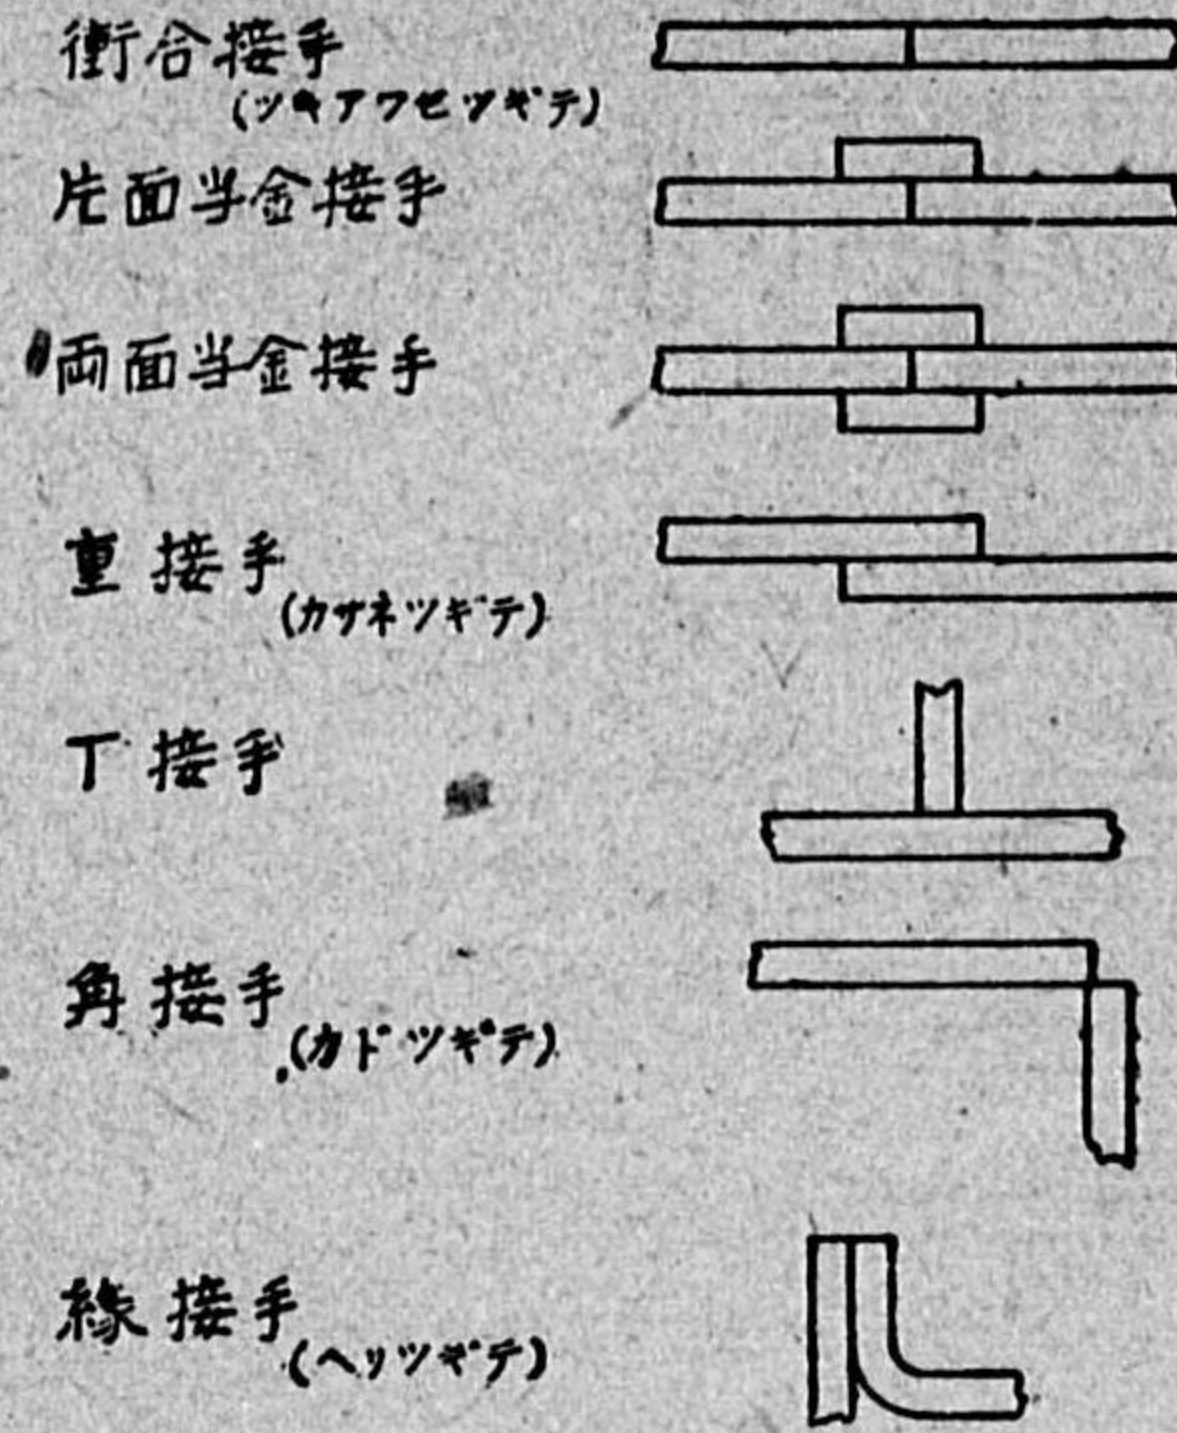 衝合接手
(ツキアワセツギテ)
片面当金接手
両面当金接手
重接手
(カサネツギテ)
T接手
角接手
(カドツギテ)
縁接手
(ヘリツギテ)